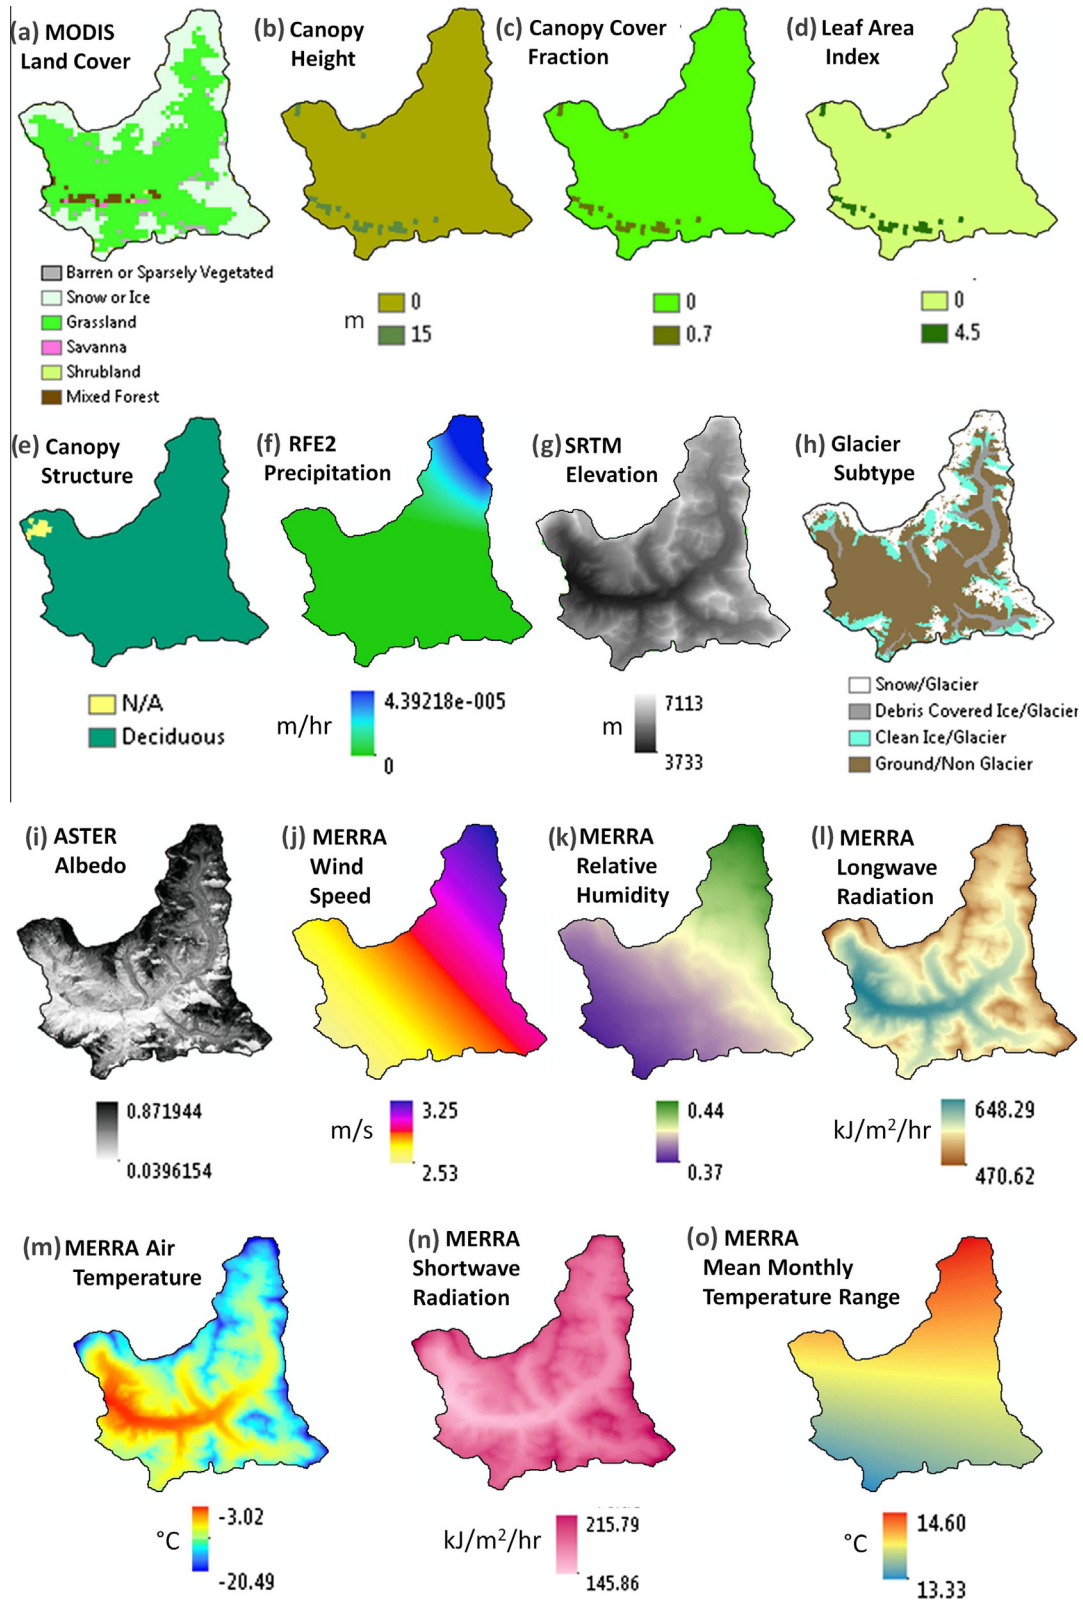 (a) MODIS
Land Cover
(b) Canopy
Height
(c) Canopy Cover
Fraction
(d) Leaf Area
Index
Barren or Sparsely Vegetated
Snow or Ice
Grassland
Savanna
Shrubland
Mixed Forest
m
0
15
0
0.7
0
4.5
(e) Canopy
Structure
(f) RFE2
Precipitation
(g) SRTM
Elevation
(h) Glacier
Subtype
N/A
Deciduous
m/hr
4.39218e-005
0
m
7113
3733
Snow/Glacier
Debris Covered Ice/Glacier
Clean Ice/Glacier
Ground/Non Glacier
(i) ASTER
Albedo
(j) MERRA
Wind
Speed
(k) MERRA
Relative
Humidity
(l) MERRA
Longwave
Radiation
0.871944
0.0396154
m/s
3.25
2.53
0.44
0.37
kJ/m²/hr
648.29
470.62
(m) MERRA Air
Temperature
(n) MERRA
Shortwave
Radiation
(o) MERRA
Mean Monthly
Temperature Range
°C
-3.02
-20.49
kJ/m²/hr
215.79
145.86
°C
14.60
13.33